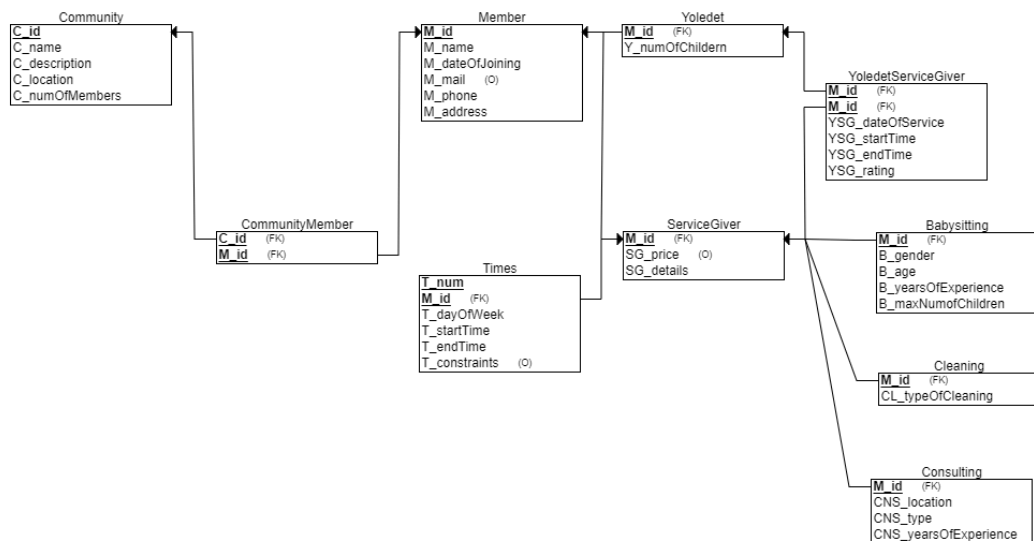 Community
C_id
C_name
C_description
C_location
C_numOfMembers
Member
M_id
M_name
M_dateOfJoining
M_mail (O)
M_phone
M_address
Yoledet
M_id (FK)
Y_numOfChildern
YoledetServiceGiver
M_id (FK)
M_id (FK)
YSG_dateOfService
YSG_startTime
YSG_endTime
YSG_rating
CommunityMember
C_id (FK)
M_id (FK)
ServiceGiver
M_id (FK)
SG_price (O)
SG_details
Babysitting
M_id (FK)
B_gender
B_age
B_yearsOfExperience
B_maxNumofChildren
Times
T_num
M_id (FK)
T_dayOfWeek
T_startTime
T_endTime
T_constraints (O)
Cleaning
M_id (FK)
CL_typeOfCleaning
Consulting
M_id (FK)
CNS_location
CNS_type
CNS_yearsOfExperience